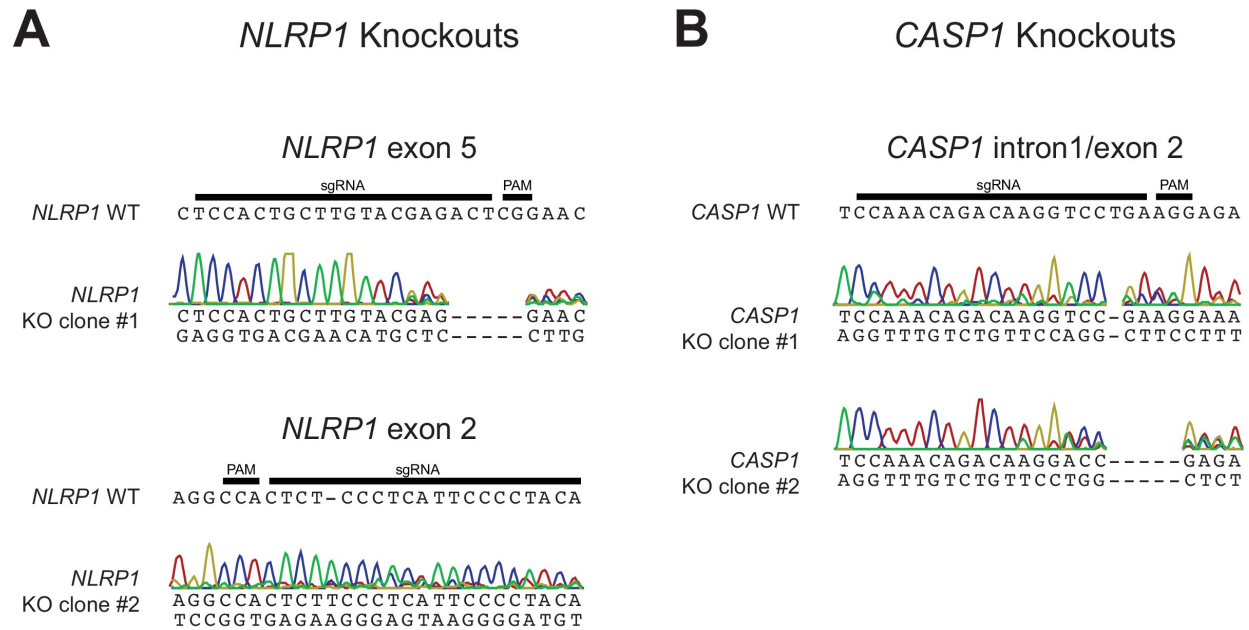 A
NLRP1 Knockouts
NLRP1 exon 5
sgRNA PAM
NLRP1 WT CTCCACTGCTTGTACGAGACTCGGAAC
NLRP1
KO clone #1
CTCCACTGCTTGTACGAG-----GAAC
GAGGTGACGAACATGCTC-----CTTG
NLRP1 exon 2
PAM sgRNA
NLRP1 WT AGGCCACTCT-CCCTCATTCCCCTACA
NLRP1
KO clone #2
AGGCCACTCTTCCCTCATTCCCCTACA
TCCGGTGAGAAGGGAGTAAGGGGATGT
B
CASP1 Knockouts
CASP1 intron1/exon 2
sgRNA PAM
CASP1 WT TCCAAACAGACAAGGTCCTGAAGGAGA
CASP1
KO clone #1
TCCAAACAGACAAGGTCC-GAAGGAAA
AGGTTTGTCTGTTCCAGG-CTTCCTTT
CASP1
KO clone #2
TCCAAACAGACAAGGACC-----GAGA
AGGTTTGTCTGTTCCTGG-----CTCT